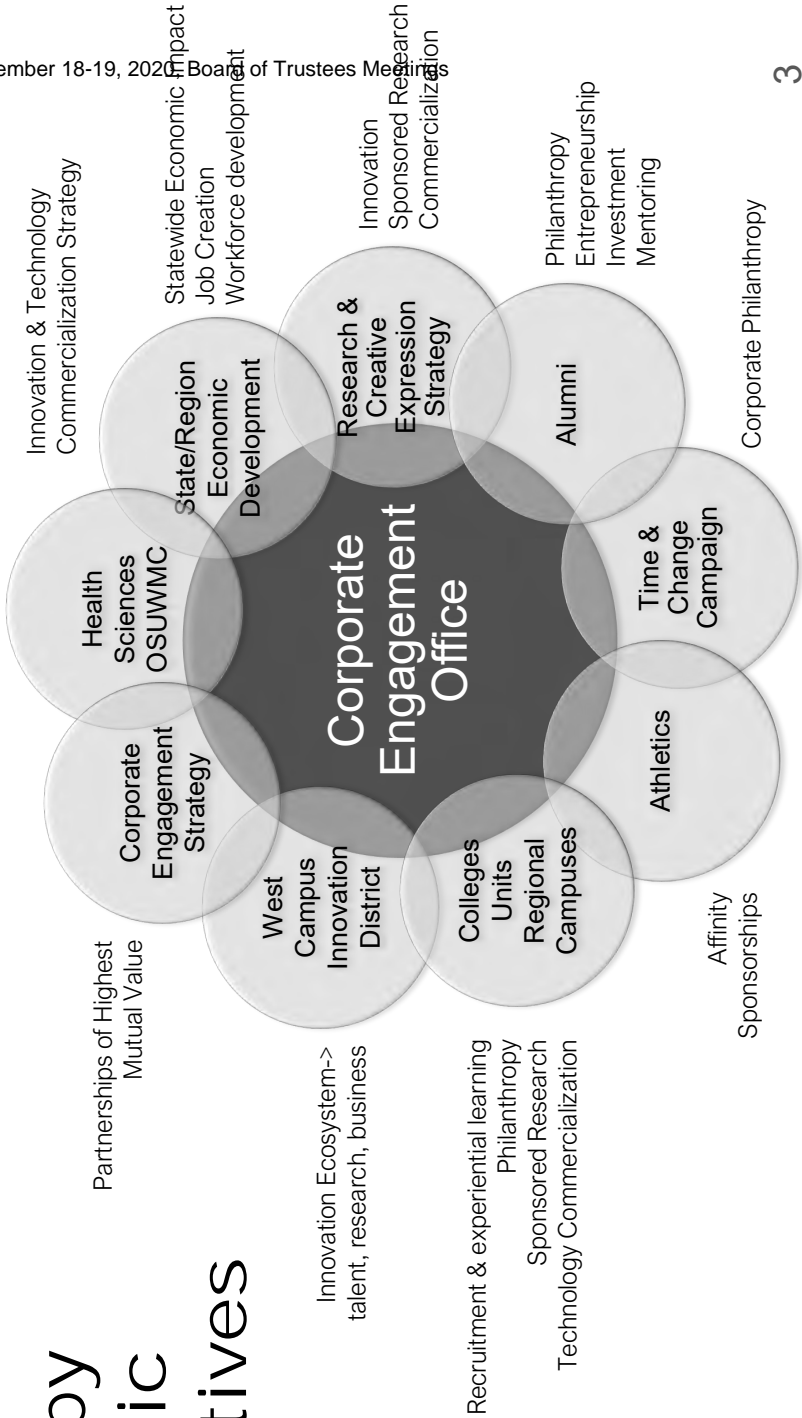 ember 18-19, 2020, Board of Trustees Meetings
Corporate
Engagement
Office
Health
Sciences
OSUWMC
Innovation & Technology
Commercialization Strategy
State/Region
Economic
Development
Statewide Economic Impact
Job Creation
Workforce development
Research &
Creative
Expression
Strategy
Innovation
Sponsored Research
Commercialization
Alumni
Philanthropy
Entrepreneurship
Investment
Mentoring
Time &
Change
Campaign
Corporate Philanthropy
Athletics
Affinity
Sponsorships
Colleges
Units
Regional
Campuses
Recruitment & experiential learning
Philanthropy
Sponsored Research
Technology Commercialization
West
Campus
Innovation
District
Innovation Ecosystem->
talent, research, business
Corporate
Engagement
Strategy
Partnerships of Highest
Mutual Value
by
ic
tives
3